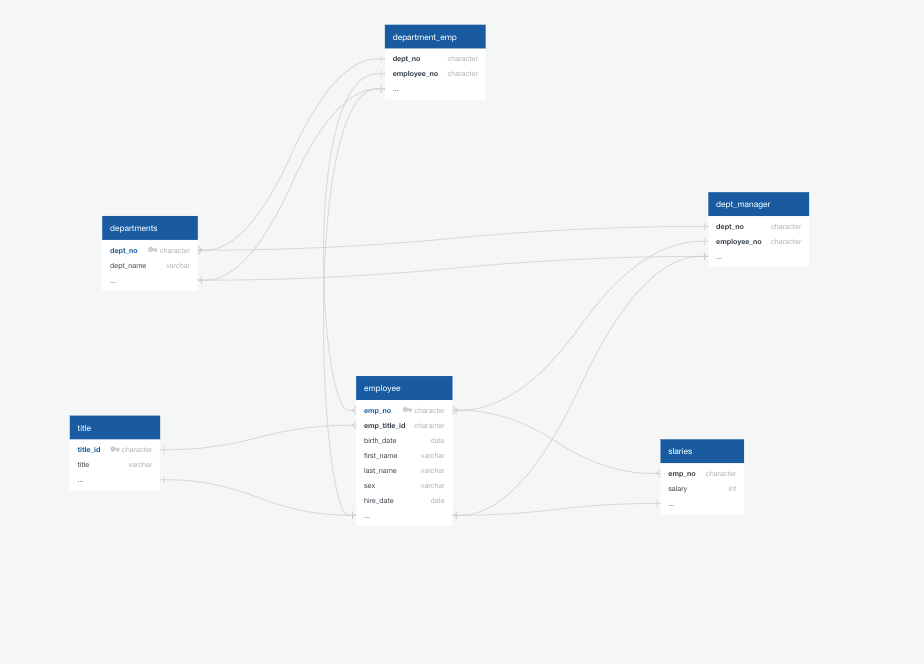 department_emp
dept_no character
employee_no character
...
dept_manager
dept_no character
employee_no character
...
departments
dept_no character
dept_name varchar
...
employee
emp_no character
emp_title_id character
birth_date date
first_name varchar
last_name varchar
sex varchar
hire_date date
...
title
title_id character
title varchar
...
slaries
emp_no character
salary int
...